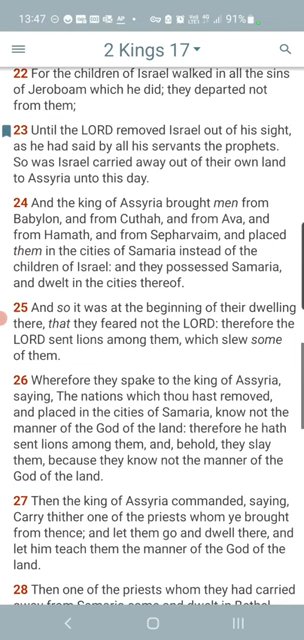 13:47
91%
2 Kings 17
22 For the children of Israel walked in all the sins
of Jeroboam which he did; they departed not
from them;
23 Until the LORD removed Israel out of his sight,
as he had said by all his servants the prophets.
So was Israel carried away out of their own land
to Assyria unto this day.
24 And the king of Assyria brought men from
Babylon, and from Cuthah, and from Ava, and
from Hamath, and from Sepharvaim, and placed
them in the cities of Samaria instead of the
children of Israel: and they possessed Samaria,
and dwelt in the cities thereof.
25 And so it was at the beginning of their dwelling
there, that they feared not the LORD: therefore the
LORD sent lions among them, which slew some
of them.
26 Wherefore they spake to the king of Assyria,
saying, The nations which thou hast removed,
and placed in the cities of Samaria, know not the
manner of the God of the land: therefore he hath
sent lions among them, and, behold, they slay
them, because they know not the manner of the
God of the land.
27 Then the king of Assyria commanded, saying,
Carry thither one of the priests whom ye brought
from thence; and let them go and dwell there, and
let him teach them the manner of the God of the
land.
28 Then one of the priests whom they had carried
away from Samaria came and dwelt in Bethel